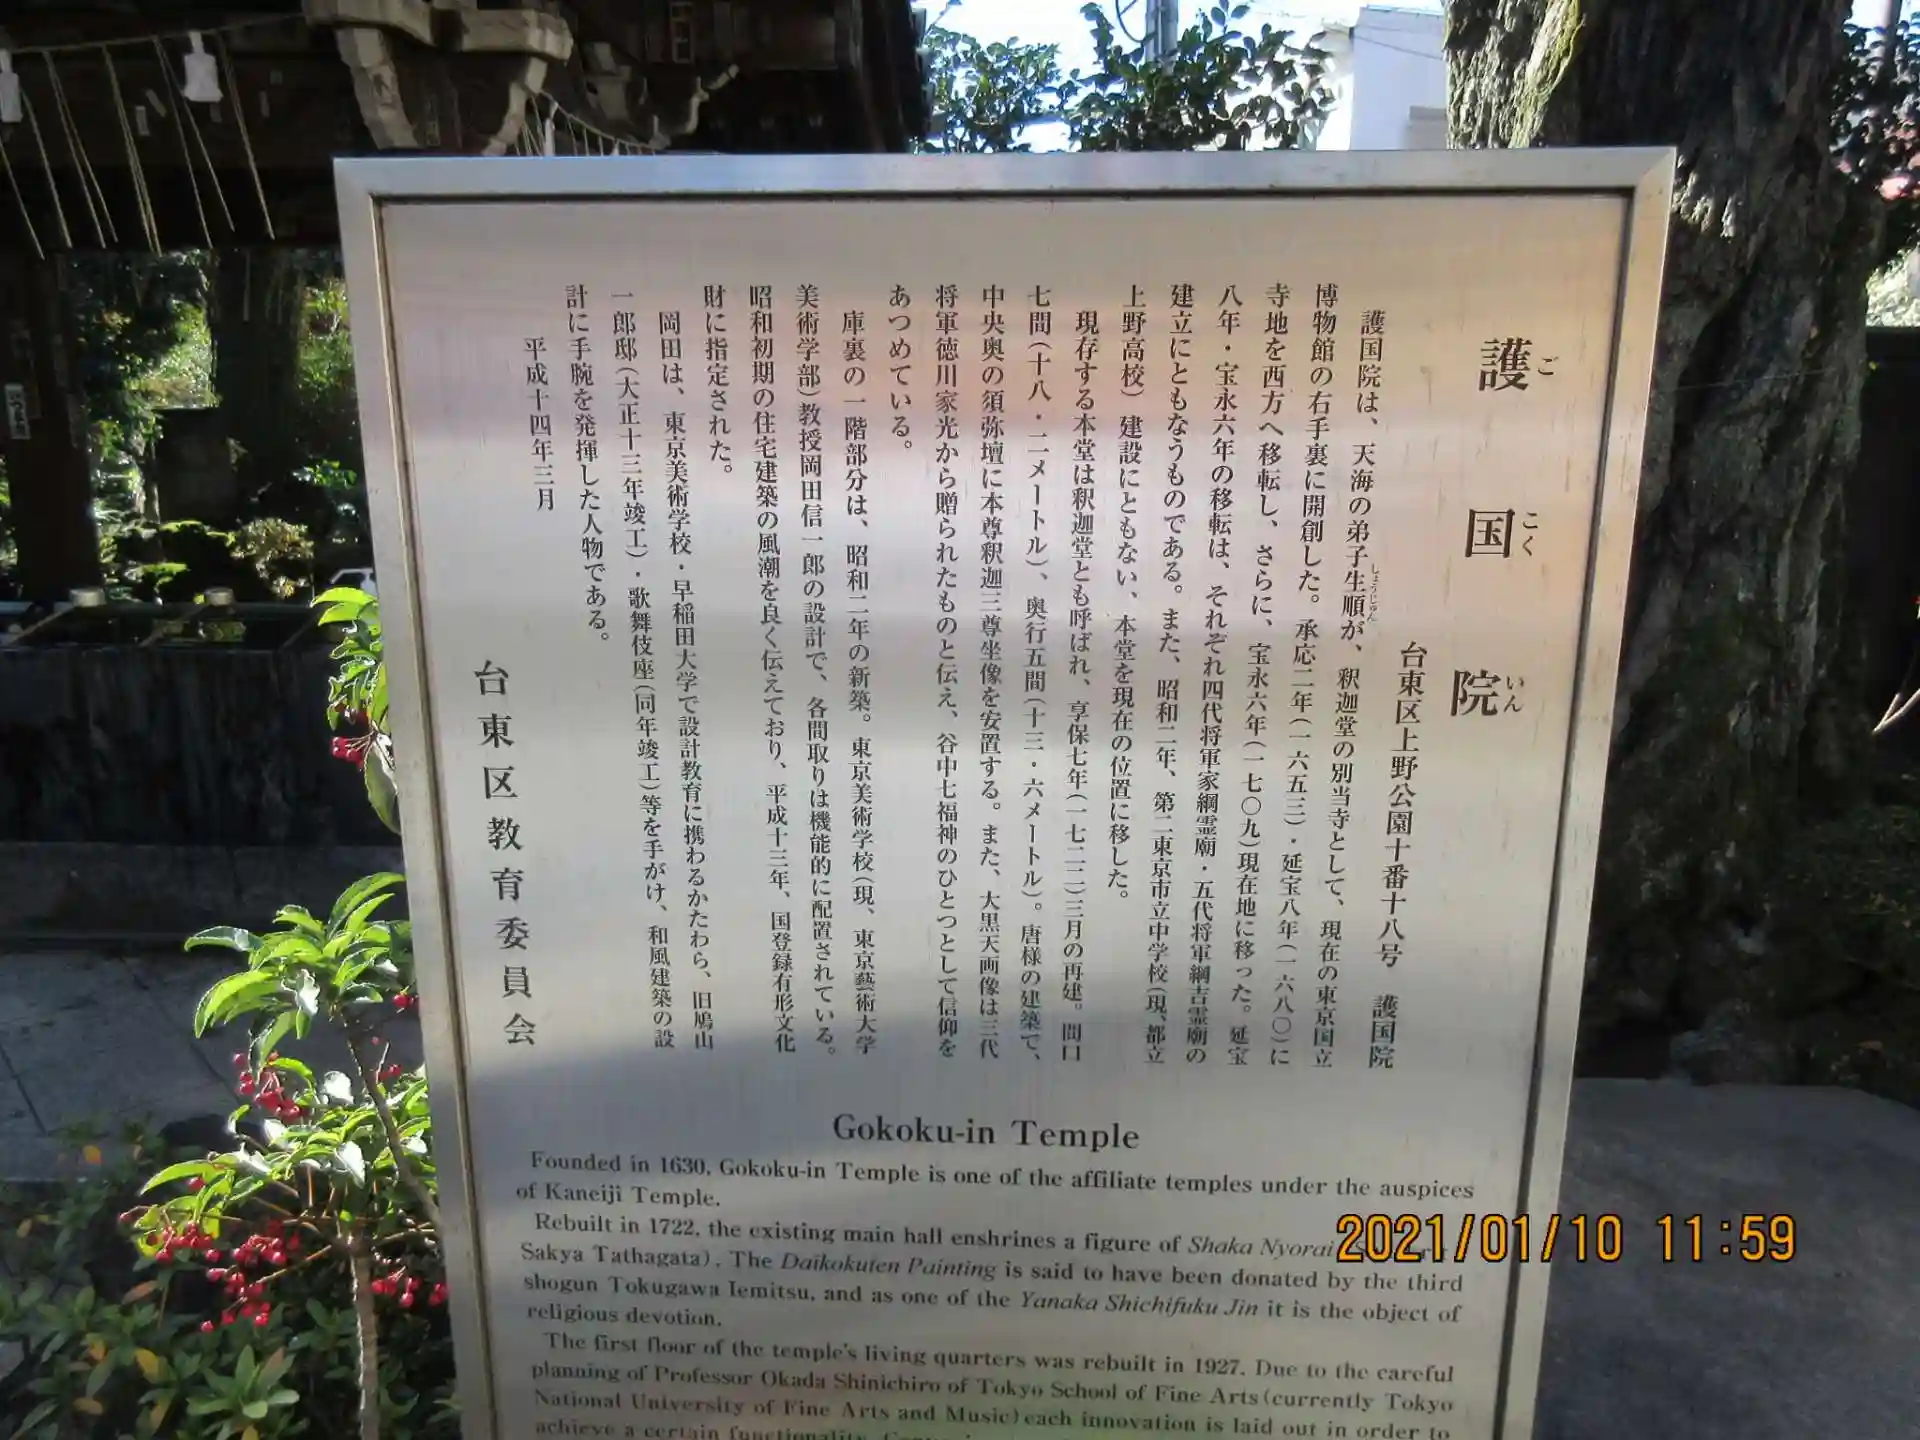 護国院
ご こく いん
台東区上野公園十番十八号　護国院
護国院は、天海の弟子生順が、釈迦堂の別当寺として、現在の東京国立
しょうじゅん
博物館の右手裏に開創した。承応二年(一六五三)・延宝八年(一六八〇)に
寺地を西方へ移転し、さらに、宝永六年(一七〇九)現在地に移った。延宝
八年・宝永六年の移転は、それぞれ四代将軍家綱霊廟・五代将軍綱吉霊廟の
建立にともなうものである。また、昭和二年、第二東京市立中学校(現、都立
上野高校)建設にともない、本堂を現在の位置に移した。
現存する本堂は釈迦堂とも呼ばれ、享保七年(一七二二)三月の再建。間口
七間(十八・二メートル)、奥行五間(十三・六メートル)。唐様の建築で、
中央奥の須弥壇に本尊釈迦三尊坐像を安置する。また、大黒天画像は三代
将軍徳川家光から贈られたものと伝え、谷中七福神のひとつとして信仰を
あつめている。
庫裏の一階部分は、昭和二年の新築。東京美術学校(現、東京藝術大学
美術学部)教授岡田信一郎の設計で、各間取りは機能的に配置されている。
昭和初期の住宅建築の風潮を良く伝えており、平成十三年、国登録有形文化
財に指定された。
岡田は、東京美術学校・早稲田大学で設計教育に携わるかたわら、旧鳩山
一郎邸(大正十三年竣工)・歌舞伎座(同年竣工)等を手がけ、和風建築の設
計に手腕を発揮した人物である。
平成十四年三月
台東区教育委員会
Gokoku-in Temple
Founded in 1630, Gokoku-in Temple is one of the affiliate temples under the auspices
of Kaneiji Temple.
Rebuilt in 1722, the existing main hall enshrines a figure of Shaka Nyorai
Sakya Tathagata). The Daikokuten Painting is said to have been donated by the third
shogun Tokugawa Iemitsu, and as one of the Yanaka Shichifuku Jin it is the object of
religious devotion.
The first floor of the temple's living quarters was rebuilt in 1927. Due to the careful
planning of Professor Okada Shinichiro of Tokyo School of Fine Arts(currently Tokyo
National University of Fine Arts and Music)each innovation is laid out in order to
achieve a certain functionality.
2021/01/10 11:59